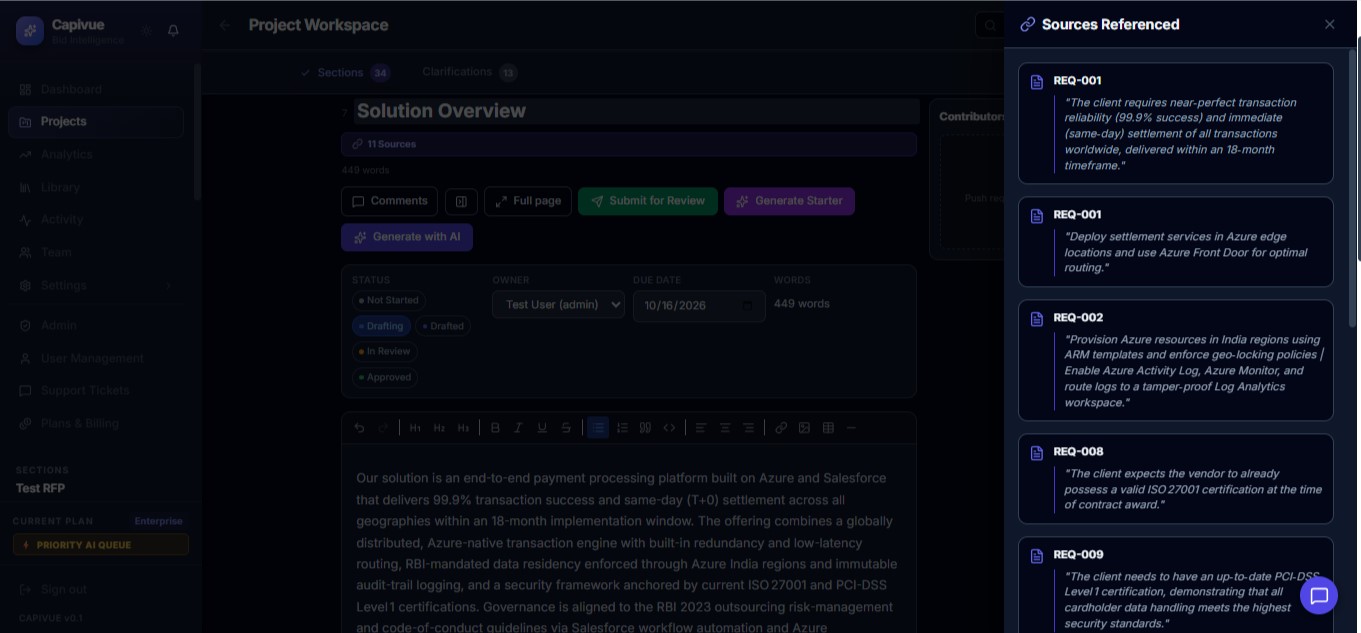 Capivue
Bid Intelligence
Dashboard
Projects
Analytics
Library
Activity
Team
Settings
Admin
User Management
Support Tickets
Plans & Billing
SECTIONS
Test RFP
CURRENT PLAN Enterprise
PRIORITY AI QUEUE
Sign out
CAPIVUE v0.1
Project Workspace
Sections 34 Clarifications 13
7 Solution Overview
11 Sources
449 words
Comments Full page Submit for Review Generate Starter
Generate with AI
STATUS OWNER DUE DATE WORDS
Not Started Test User (admin) 10/16/2026 449 words
Drafting Drafted
In Review
Approved
H1 H2 H3 B I U S
Our solution is an end-to-end payment processing platform built on Azure and Salesforce
that delivers 99.9% transaction success and same-day (T+0) settlement across all
geographies within an 18-month implementation window. The offering combines a globally
distributed, Azure-native transaction engine with built-in redundancy and low-latency
routing, RBI-mandated data residency enforced through Azure India regions and immutable
audit-trail logging, and a security framework anchored by current ISO 27001 and PCI-DSS
Level 1 certifications. Governance is aligned to the RBI 2023 outsourcing risk-management
and code-of-conduct guidelines via Salesforce workflow automation and Azure
Contributors
Push req
Sources Referenced
REQ-001
"The client requires near-perfect transaction
reliability (99.9% success) and immediate
(same-day) settlement of all transactions
worldwide, delivered within an 18-month
timeframe."
REQ-001
"Deploy settlement services in Azure edge
locations and use Azure Front Door for optimal
routing."
REQ-002
"Provision Azure resources in India regions using
ARM templates and enforce geo-locking policies |
Enable Azure Activity Log, Azure Monitor, and
route logs to a tamper-proof Log Analytics
workspace."
REQ-008
"The client expects the vendor to already
possess a valid ISO 27001 certification at the time
of contract award."
REQ-009
"The client needs to have an up-to-date PCI-DSS
Level 1 certification, demonstrating that all
cardholder data handling meets the highest
security standards."